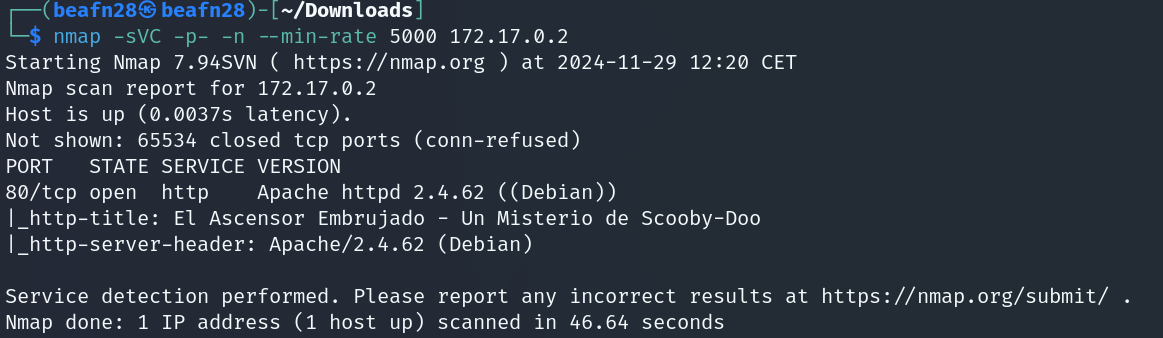 ┌──(beafn28㉿beafn28)-[~/Downloads]
└─$ nmap -sVC -p- -n --min-rate 5000 172.17.0.2
Starting Nmap 7.94SVN ( https://nmap.org ) at 2024-11-29 12:20 CET
Nmap scan report for 172.17.0.2
Host is up (0.0037s latency).
Not shown: 65534 closed tcp ports (conn-refused)
PORT   STATE SERVICE VERSION
80/tcp open  http    Apache httpd 2.4.62 ((Debian))
|_http-title: El Ascensor Embrujado - Un Misterio de Scooby-Doo
|_http-server-header: Apache/2.4.62 (Debian)
Service detection performed. Please report any incorrect results at https://nmap.org/submit/ .
Nmap done: 1 IP address (1 host up) scanned in 46.64 seconds